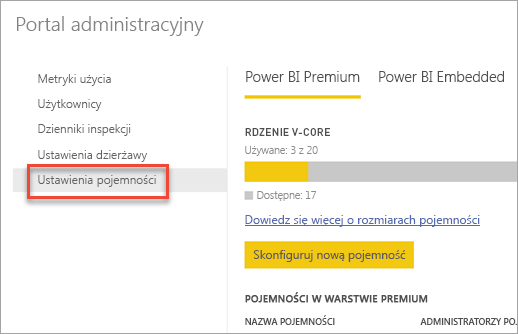 Portal administracyjny
Metryki użycia
Użytkownicy
Dzienniki inspekcji
Ustawienia dzierżawy
Ustawienia pojemności
Power BI Premium Power BI Embedded
RDZENIE V-CORE
Używane: 3 z 20
Dostępne: 17
Dowiedz się więcej o rozmiarach pojemności
Skonfiguruj nową pojemność
POJEMNOŚCI W WARSTWIE PREMIUM
NAZWA POJEMNOŚCI ADMINISTRATORZY PO